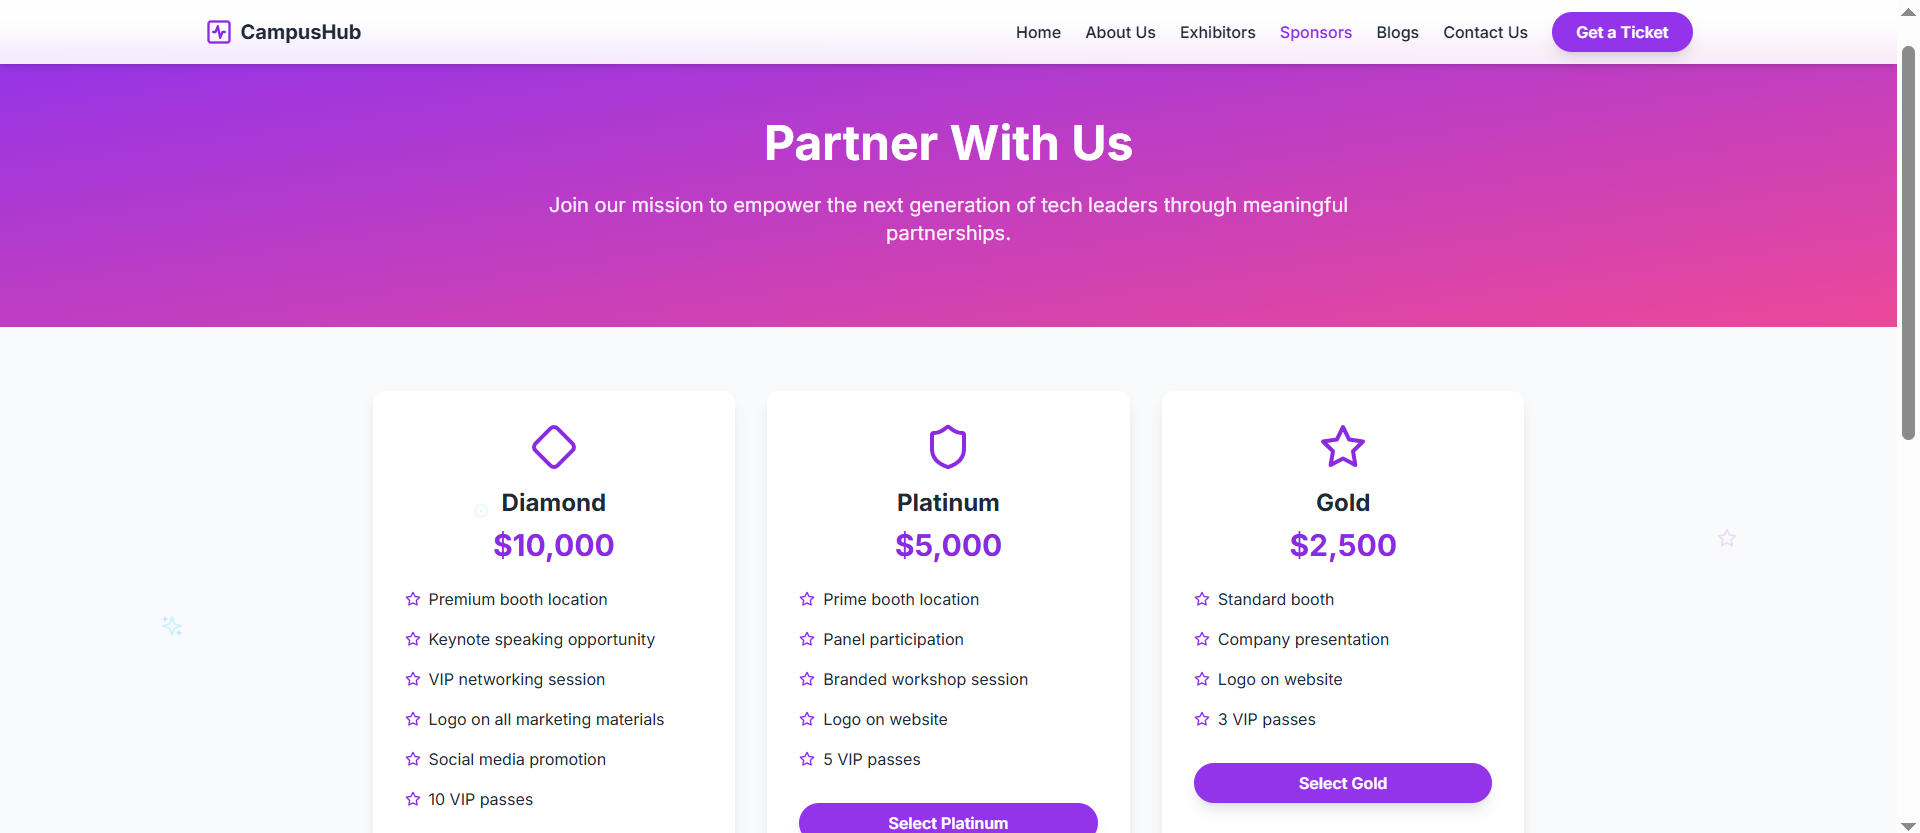 CampusHub
Home
About Us
Exhibitors
Sponsors
Blogs
Contact Us
Get a Ticket
Partner With Us
Join our mission to empower the next generation of tech leaders through meaningful
partnerships.
Diamond
$10,000
Premium booth location
Keynote speaking opportunity
VIP networking session
Logo on all marketing materials
Social media promotion
10 VIP passes
Platinum
$5,000
Prime booth location
Panel participation
Branded workshop session
Logo on website
5 VIP passes
Select Platinum
Gold
$2,500
Standard booth
Company presentation
Logo on website
3 VIP passes
Select Gold